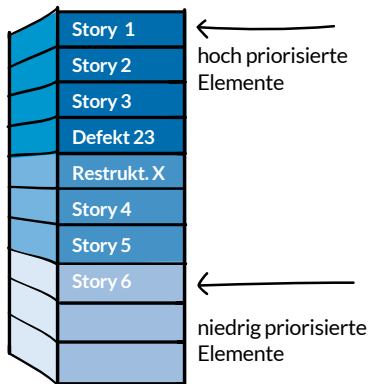 Story 1
Story 2
Story 3
Defekt 23
Restrukt. X
Story 4
Story 5
Story 6
hoch priorisierte
Elemente
niedrig priorisierte
Elemente